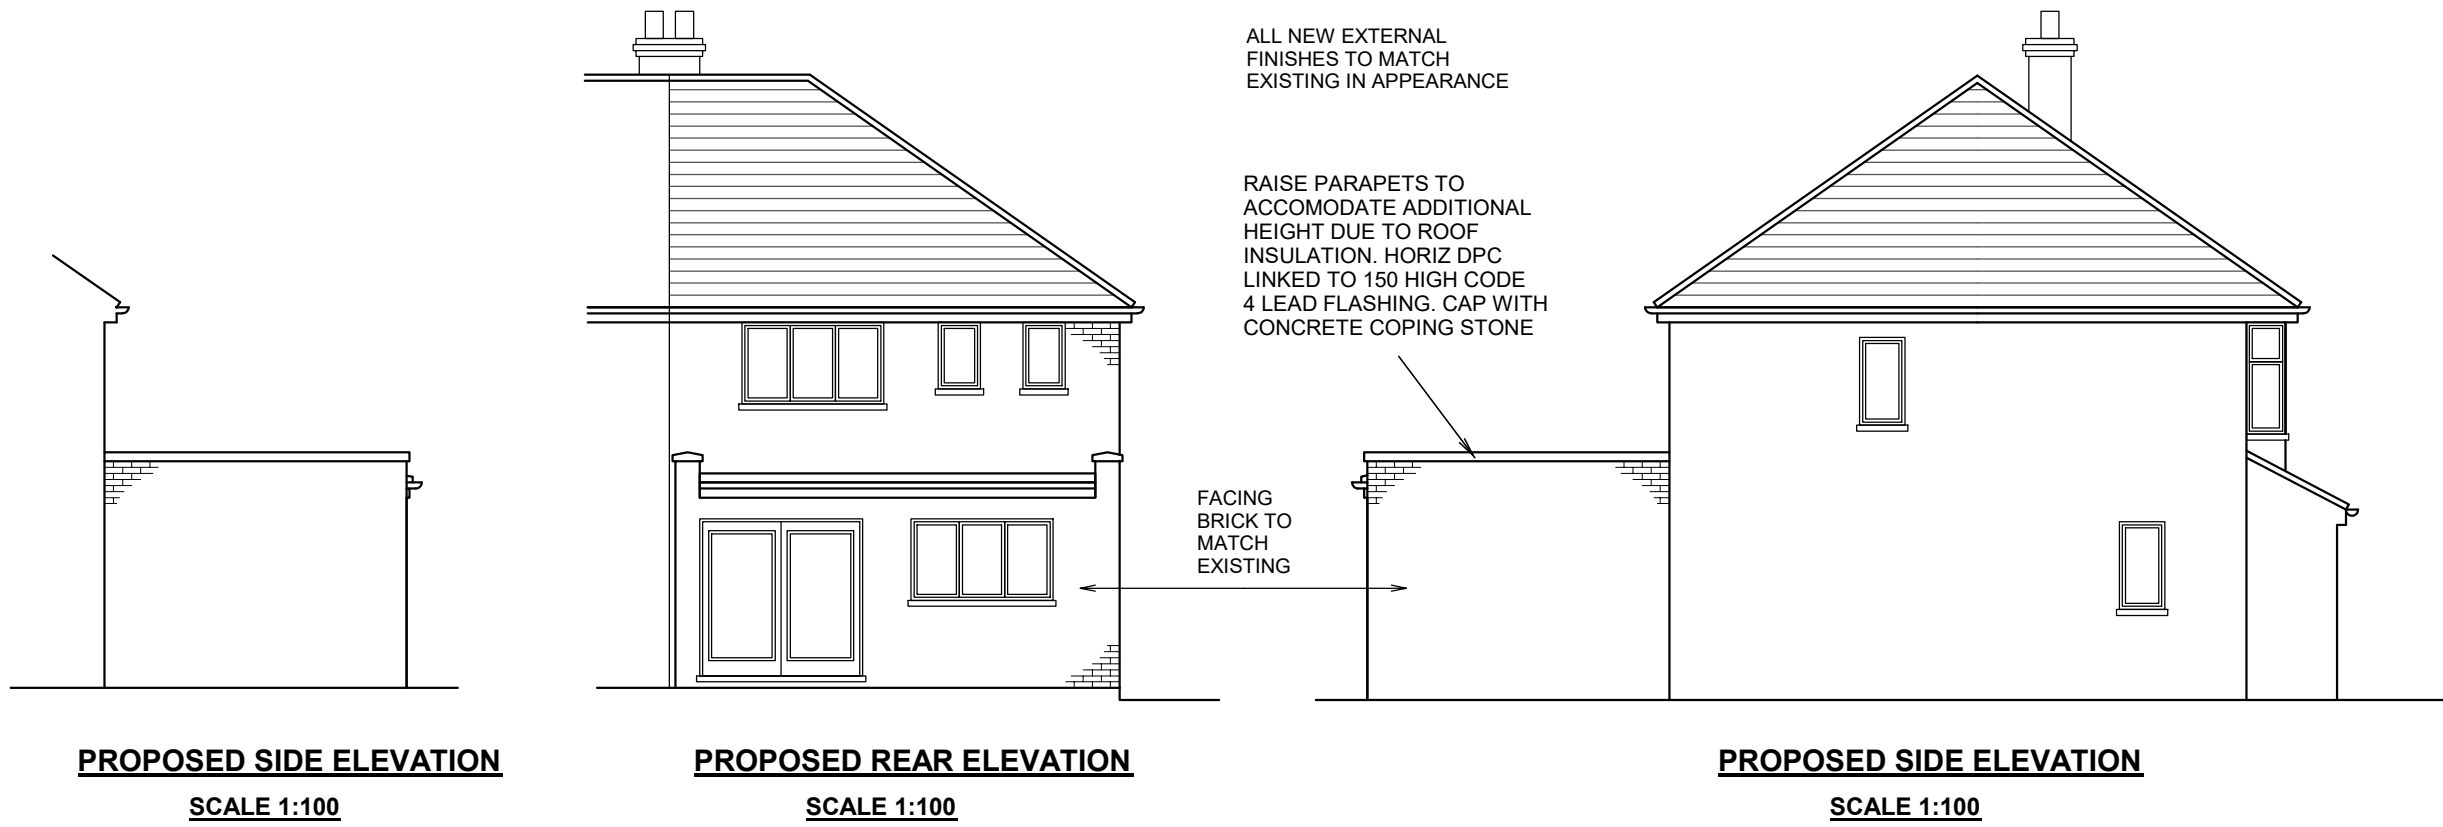 ALL NEW EXTERNAL
FINISHES TO MATCH
EXISTING IN APPEARANCE
RAISE PARAPETS TO
ACCOMODATE ADDITIONAL
HEIGHT DUE TO ROOF
INSULATION. HORIZ DPC
LINKED TO 150 HIGH CODE
4 LEAD FLASHING. CAP WITH
CONCRETE COPING STONE
FACING
BRICK TO
MATCH
EXISTING
PROPOSED SIDE ELEVATION
SCALE 1:100
PROPOSED REAR ELEVATION
SCALE 1:100
PROPOSED SIDE ELEVATION
SCALE 1:100